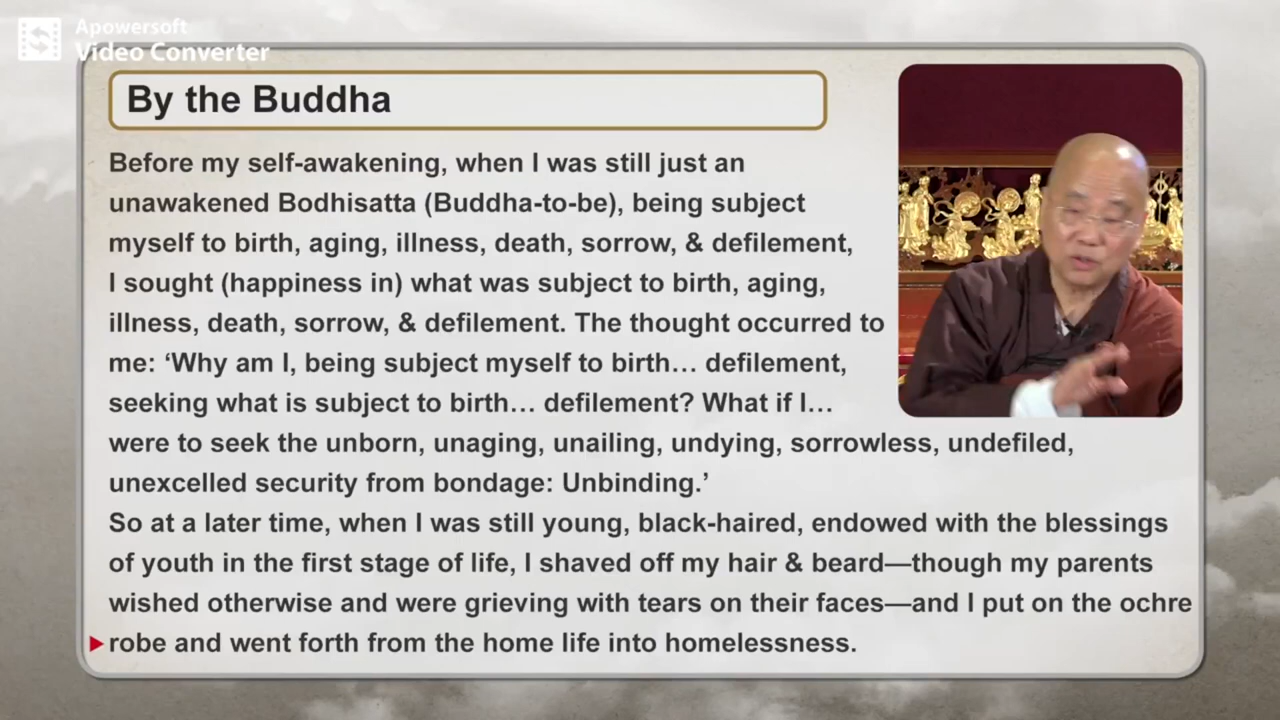 Apowersoft
Video Converter
By the Buddha
Before my self-awakening, when I was still just an
unawakened Bodhisatta (Buddha-to-be), being subject
myself to birth, aging, illness, death, sorrow, & defilement,
I sought (happiness in) what was subject to birth, aging,
illness, death, sorrow, & defilement. The thought occurred to
me: ‘Why am I, being subject myself to birth… defilement,
seeking what is subject to birth… defilement? What if I…
were to seek the unborn, unaging, unailing, undying, sorrowless, undefiled,
unexcelled security from bondage: Unbinding.’
So at a later time, when I was still young, black-haired, endowed with the blessings
of youth in the first stage of life, I shaved off my hair & beard—though my parents
wished otherwise and were grieving with tears on their faces—and I put on the ochre
robe and went forth from the home life into homelessness.